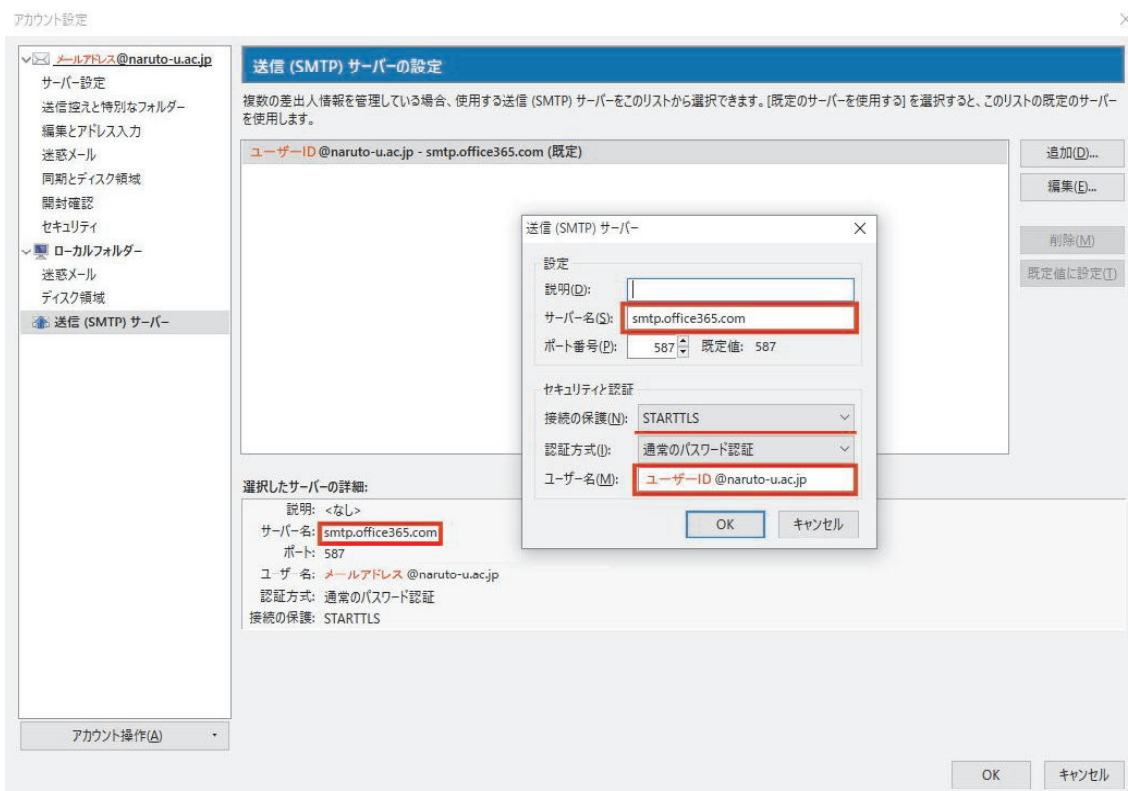 アカウント設定
メールアドレス@naruto-u.ac.jp
サーバー設定
送信控えと特別なフォルダー
編集とアドレス入力
迷惑メール
同期とディスク領域
開封確認
セキュリティ
ローカルフォルダー
迷惑メール
ディスク領域
送信 (SMTP) サーバー
アカウント操作(A)
送信 (SMTP) サーバーの設定
複数の差出人情報を管理している場合、使用する送信 (SMTP) サーバーをこのリストから選択できます。[既定のサーバーを使用する] を選択すると、このリストの既定のサーバー
を使用します。
ユーザーID @naruto-u.ac.jp - smtp.office365.com (既定)
追加(D)...
編集(E)...
削除(M)
既定値に設定(T)
送信 (SMTP) サーバー
設定
説明(D):
サーバー名(S): smtp.office365.com
ポート番号(P): 587 既定値: 587
セキュリティと認証
接続の保護(N): STARTTLS
認証方式(I): 通常のパスワード認証
ユーザー名(M): ユーザーID @naruto-u.ac.jp
OK キャンセル
選択したサーバーの詳細:
説明: <なし>
サーバー名: smtp.office365.com
ポート: 587
ユーザー名: メールアドレス @naruto-u.ac.jp
認証方式: 通常のパスワード認証
接続の保護: STARTTLS
OK キャンセル